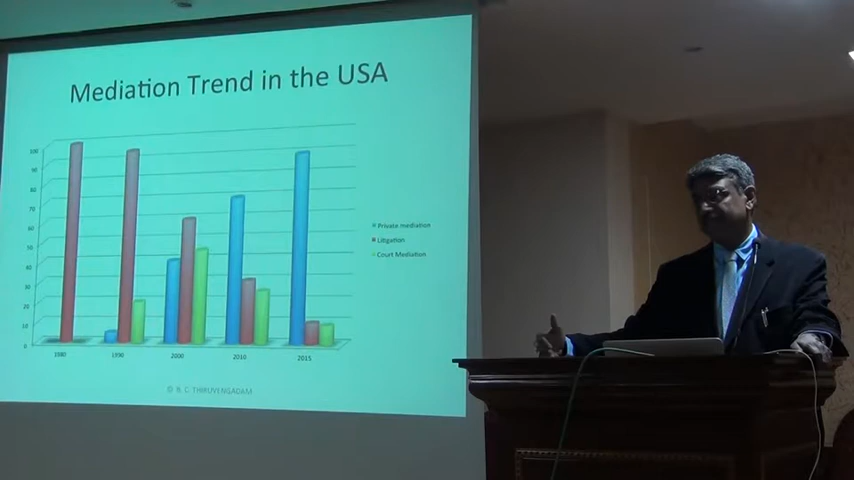 Mediation Trend in the USA
100
90
80
70
60
50
40
30
20
10
0
1980 1990 2000 2010 2015
Private mediation
Litigation
Court Mediation
© R. C. THIRUVENGADAM